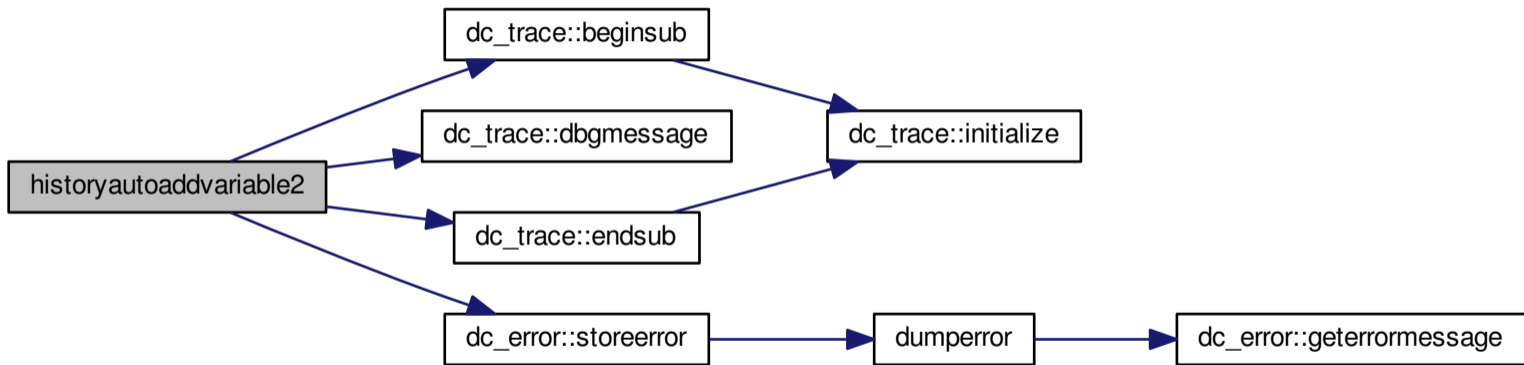 dc_trace::beginsub
dc_trace::dbgmessage
dc_trace::initialize
historyautoaddvariable2
dc_trace::endsub
dc_error::storeerror
dumperror
dc_error::geterrormessage